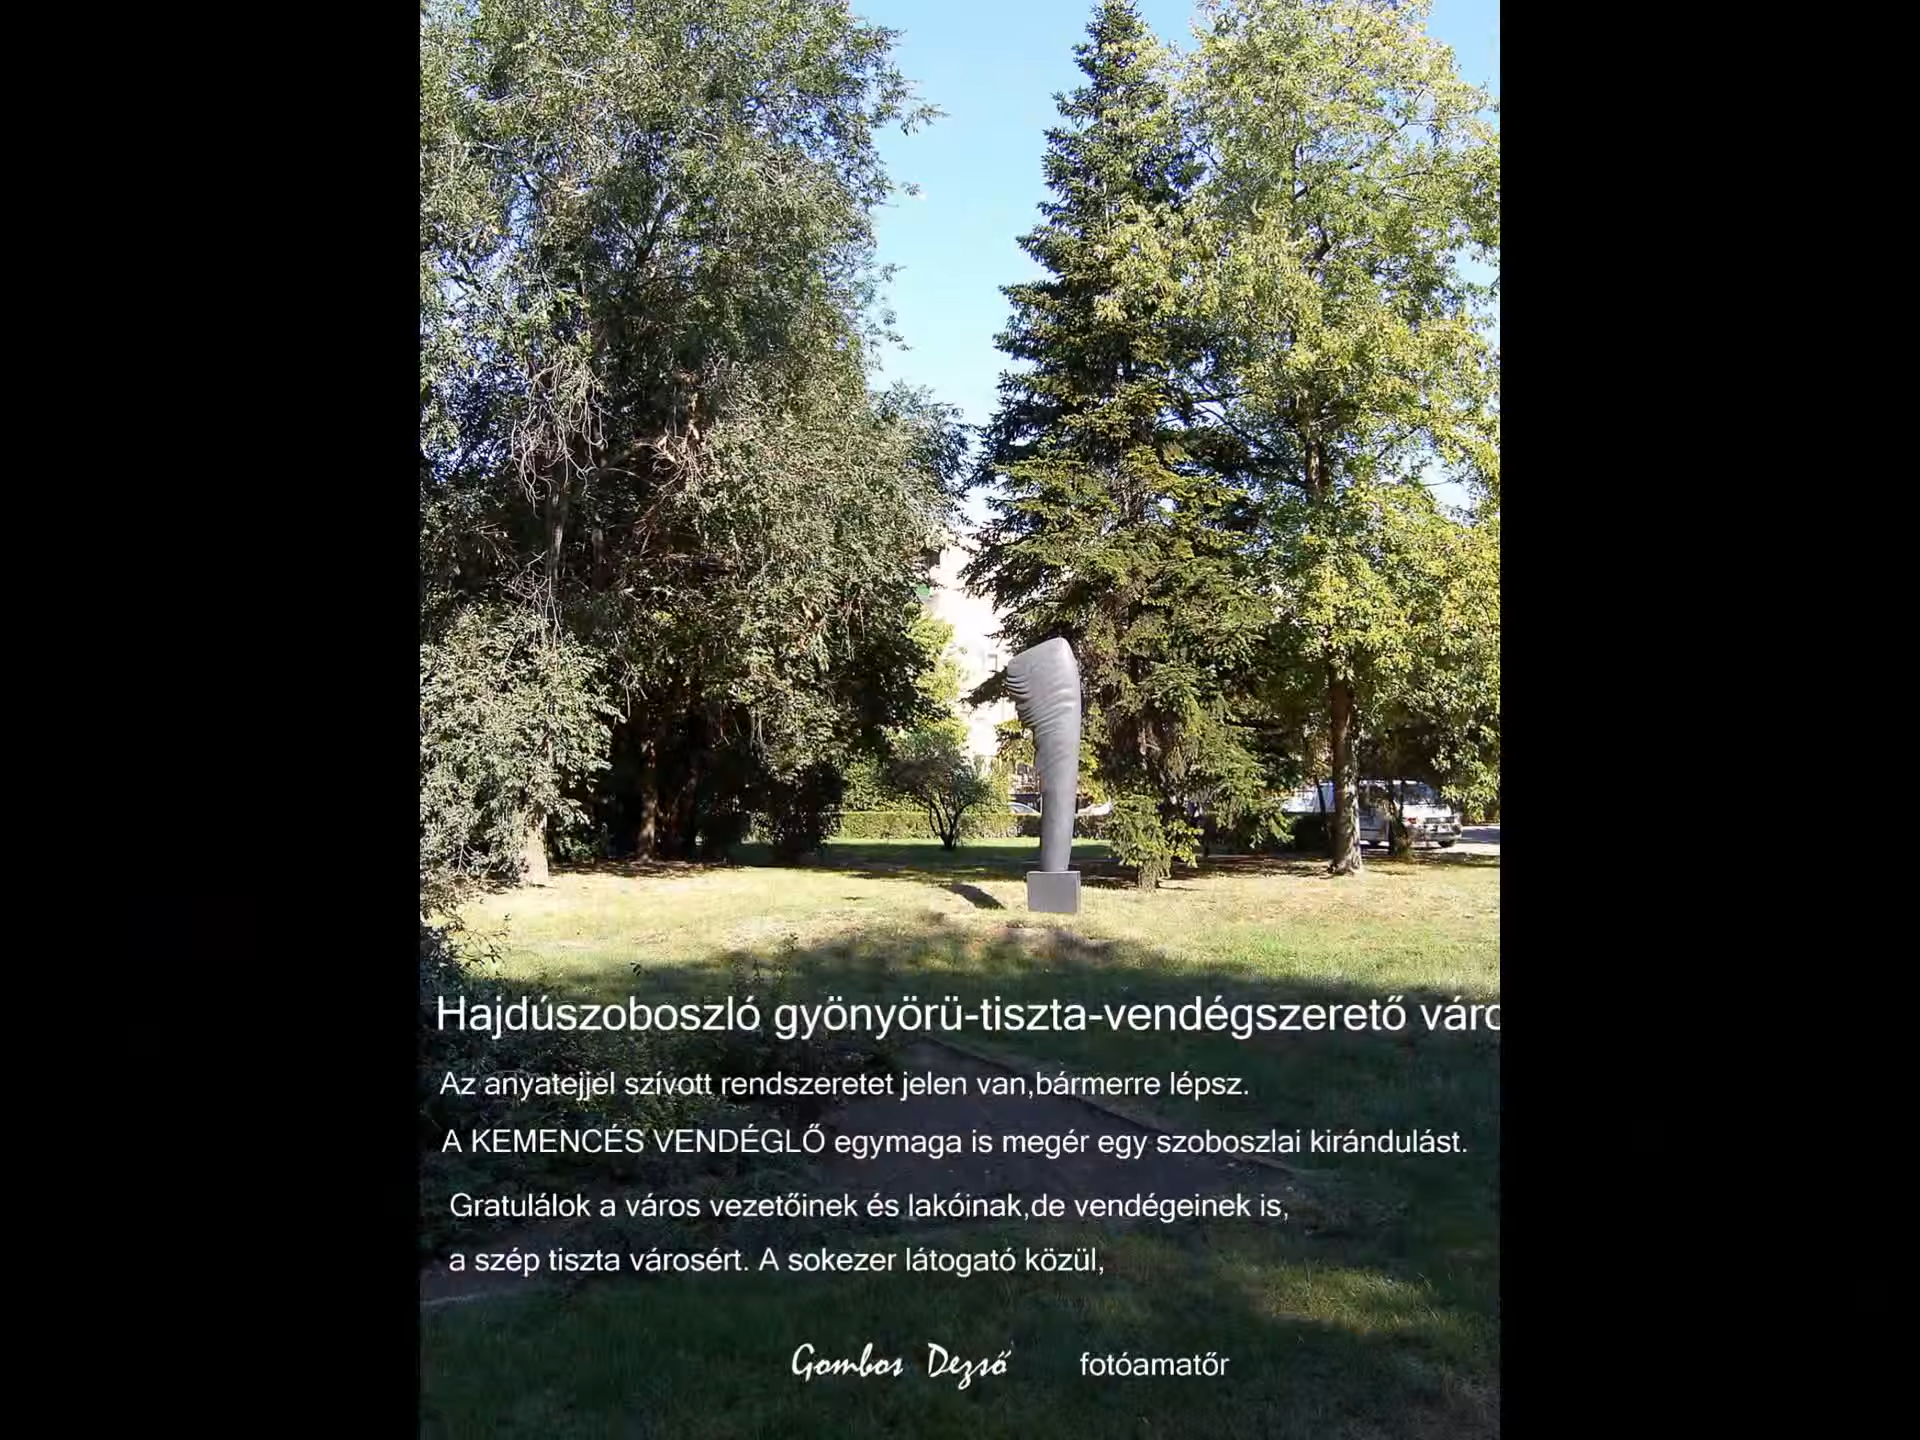 Hajdúszoboszló gyönyörü-tiszta-vendégszerető váro
Az anyatejjel szívott rendszeretet jelen van,bármerre lépsz.
A KEMENCÉS VENDÉGLŐ egymaga is megér egy szoboszlai kirándulást.
Gratulálok a város vezetőinek és lakóinak,de vendégeinek is,
a szép tiszta városért. A sokezer látogató közül,
Gombos Dezső fotóamatőr